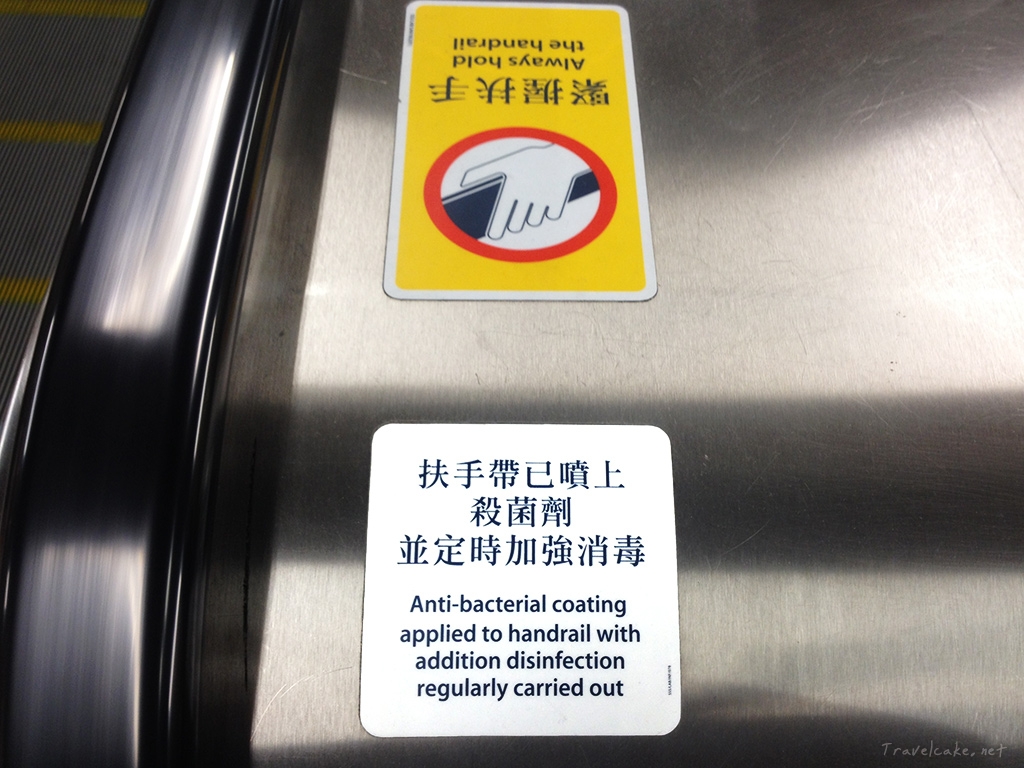 緊握扶手
Always hold
the handrail
扶手帶已噴上
殺菌劑
並定時加強消毒
Anti-bacterial coating
applied to handrail with
addition disinfection
regularly carried out
Travelcake.net